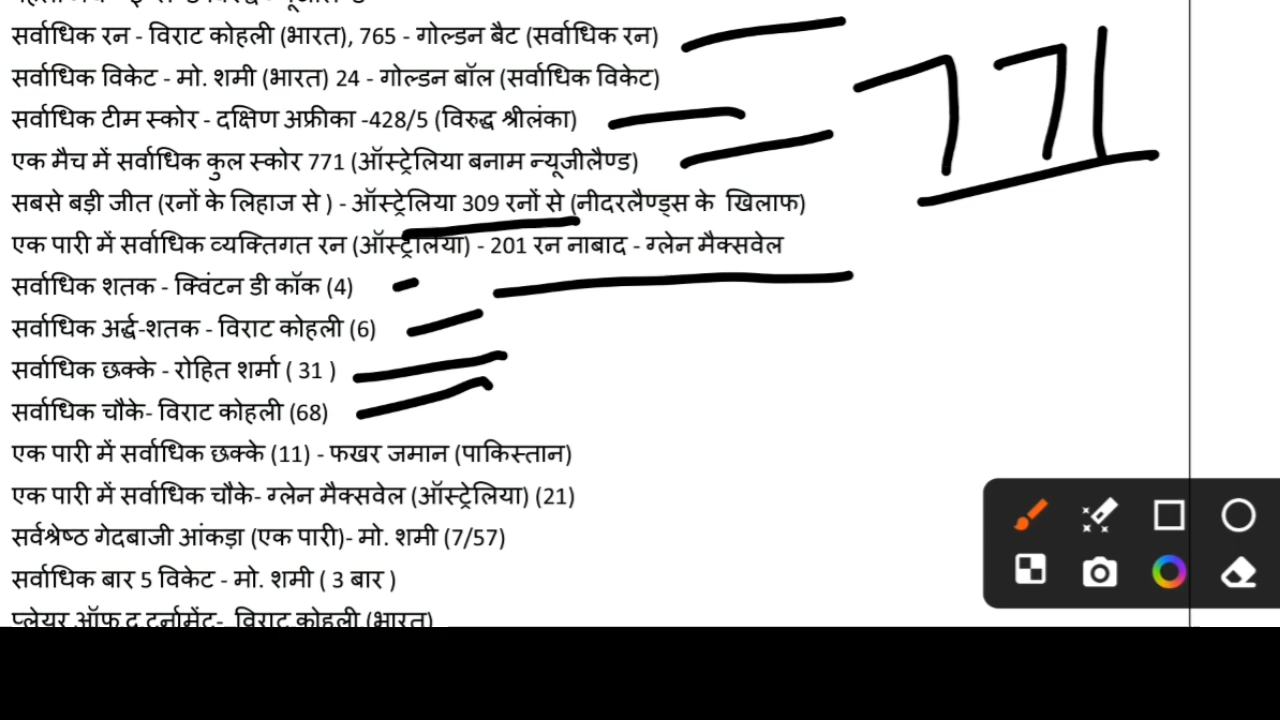 सर्वाधिक रन - विराट कोहली (भारत), 765 - गोल्डन बैट (सर्वाधिक रन)
सर्वाधिक विकेट - मो. शमी (भारत) 24 - गोल्डन बॉल (सर्वाधिक विकेट)
771
सर्वाधिक टीम स्कोर - दक्षिण अफ्रीका -428/5 (विरुद्ध श्रीलंका)
एक मैच में सर्वाधिक कुल स्कोर 771 (ऑस्ट्रेलिया बनाम न्यूजीलैण्ड)
सबसे बड़ी जीत (रनों के लिहाज से ) - ऑस्ट्रेलिया 309 रनों से (नीदरलैण्ड्स के खिलाफ)
एक पारी में सर्वाधिक व्यक्तिगत रन (ऑस्ट्रेलिया) - 201 रन नाबाद - ग्लेन मैक्सवेल
सर्वाधिक शतक - क्विंटन डी कॉक (4)
सर्वाधिक अर्द्ध-शतक - विराट कोहली (6)
सर्वाधिक छक्के - रोहित शर्मा ( 31 )
सर्वाधिक चौके- विराट कोहली (68)
एक पारी में सर्वाधिक छक्के (11) - फखर जमान (पाकिस्तान)
एक पारी में सर्वाधिक चौके- ग्लेन मैक्सवेल (ऑस्ट्रेलिया) (21)
सर्वश्रेष्ठ गेदबाजी आंकड़ा (एक पारी)- मो. शमी (7/57)
सर्वाधिक बार 5 विकेट - मो. शमी ( 3 बार )
प्लेयर ऑफ द टूर्नामेंट- विराट कोहली (भारत)